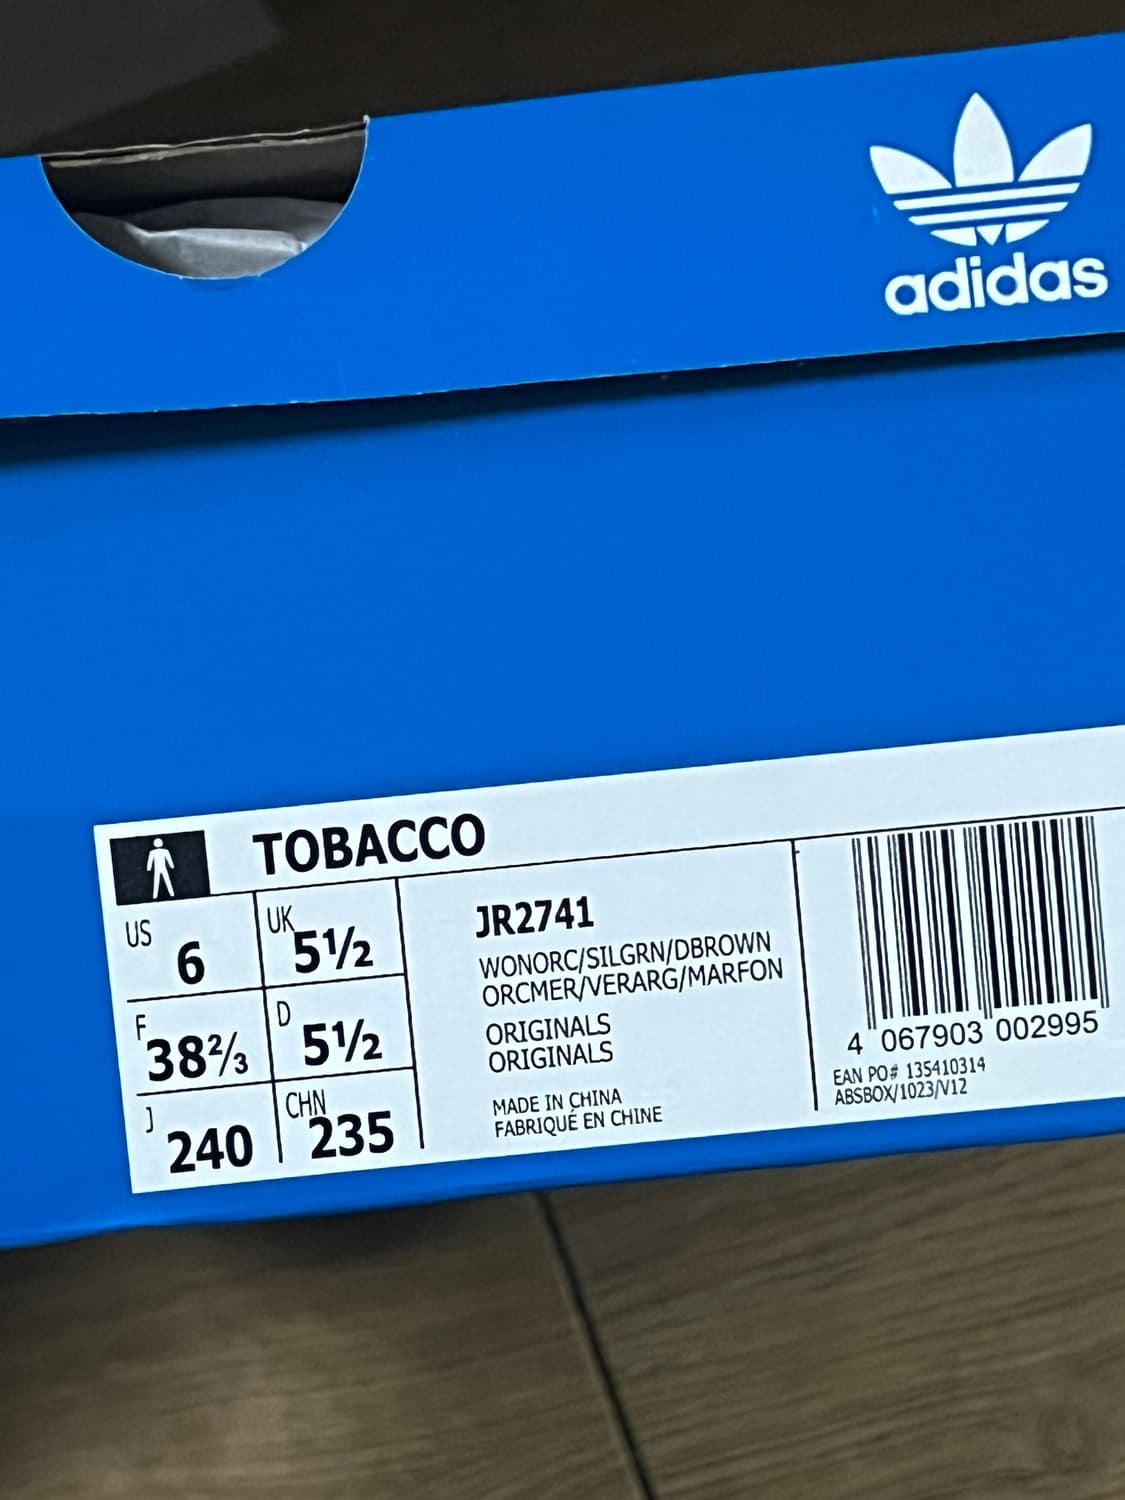 adidas
TOBACCO
US 6 UK 5½
F 38⅔ D 5½
J 240 CHN 235
JR2741
WONORC/SILGRN/DBROWN
ORCMER/VERARG/MARFON
ORIGINALS
ORIGINALS
MADE IN CHINA
FABRIQUÉ EN CHINE
4 067903 002995
EAN PO# 135410314
ABSBOX/1023/V12